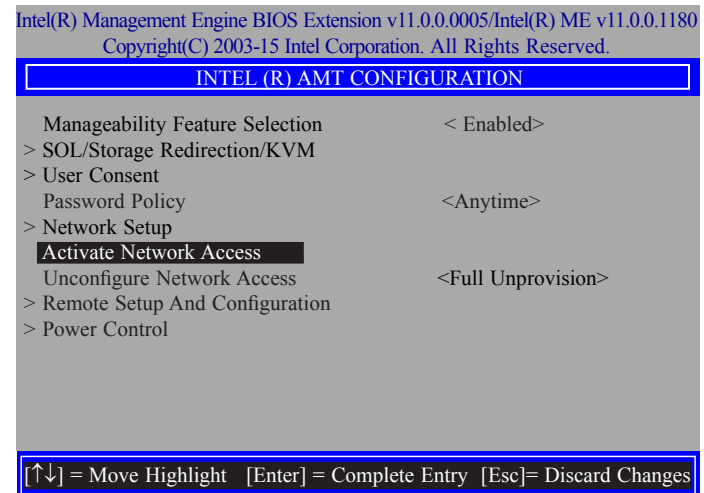 Intel(R) Management Engine BIOS Extension v11.0.0.0005/Intel(R) ME v11.0.0.1180
Copyright(C) 2003-15 Intel Corporation. All Rights Reserved.
INTEL (R) AMT CONFIGURATION
Manageability Feature Selection < Enabled>
> SOL/Storage Redirection/KVM
> User Consent
Password Policy <Anytime>
> Network Setup
Activate Network Access
Unconfigure Network Access <Full Unprovision>
> Remote Setup And Configuration
> Power Control
[↑↓] = Move Highlight [Enter] = Complete Entry [Esc]= Discard Changes